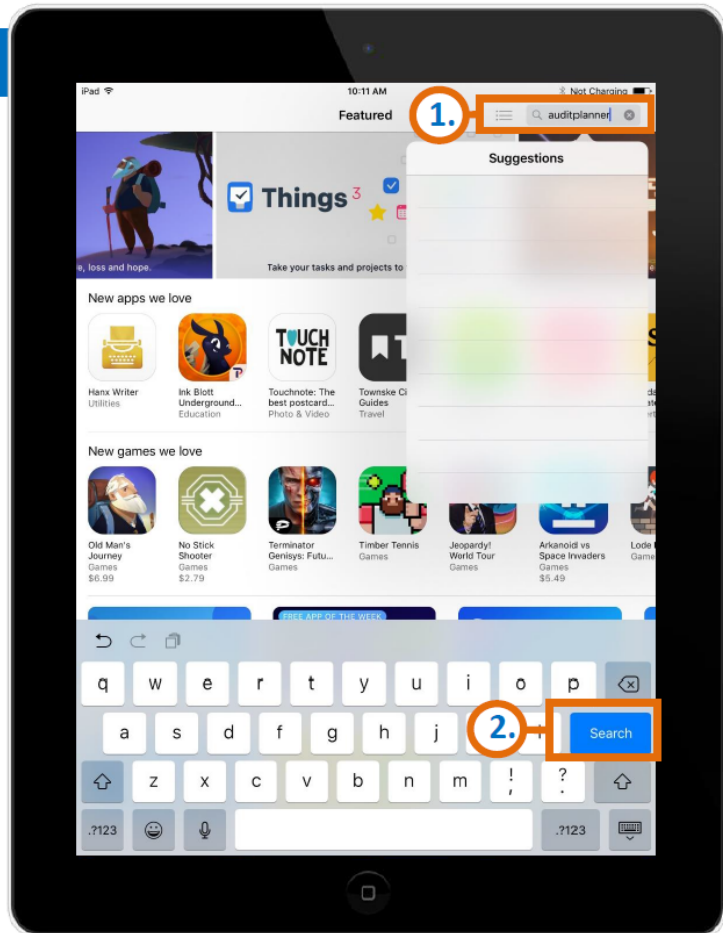 iPad
10:11 AM
Not Charging
Featured
1.
auditplanner
Suggestions
Things 3
e, loss and hope.
Take your tasks and projects to
New apps we love
TOUCH
NOTE
Hanx Writer
Utilities
Ink Blott
Underground...
Education
Touchnote: The
best postcard...
Photo & Video
Townske Ci
Guides
Travel
New games we love
Old Man's
Journey
Games
$6.99
No Stick
Shooter
Games
$2.79
Terminator
Genisys: Futu...
Games
Timber Tennis
Games
Jeopardy!
World Tour
Games
Arkanoid vs
Space Invaders
Games
$5.49
Lode
Game
FREE APP OF THE WEEK
q w e r t y u i o p
a s d f g h j
2.
Search
z x c v b n m ! , ? .
.?123
.?123